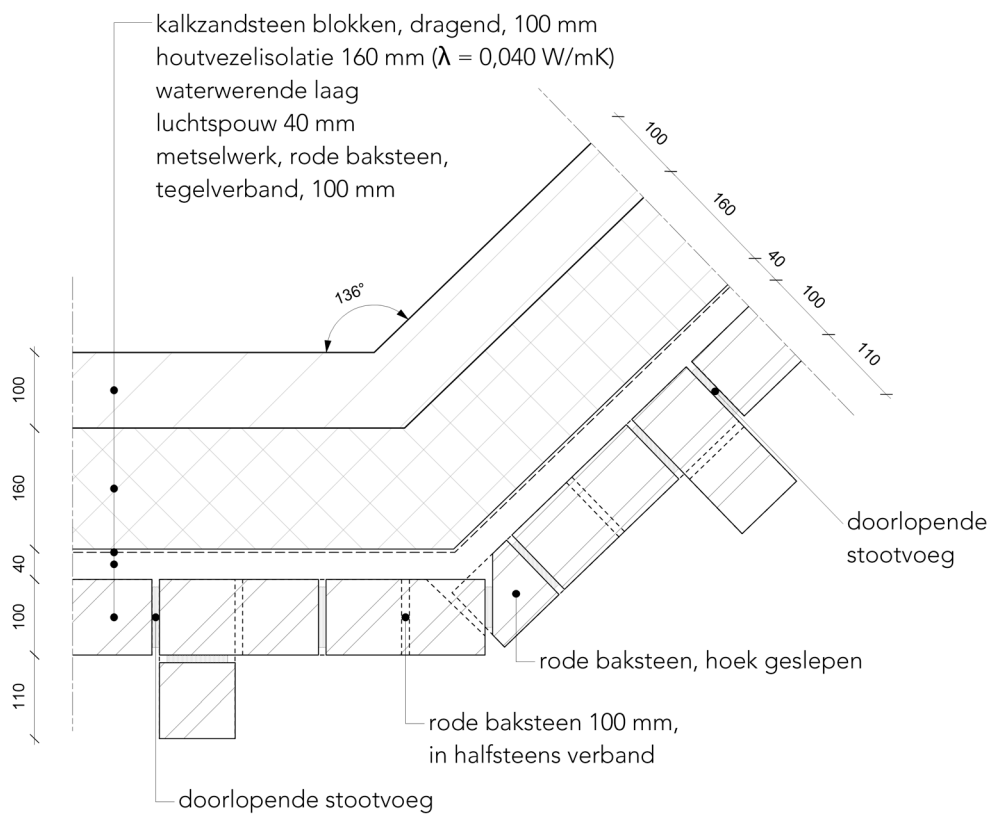 kalkzandsteen blokken, dragend, 100 mm
houtvezelisolatie 160 mm (λ = 0,040 W/mK)
waterwerende laag
luchtspouw 40 mm
metselwerk, rode baksteen,
tegelverband, 100 mm
100
160
40
100
110
136°
100
160
40
100
110
doorlopende
stootvoeg
rode baksteen, hoek geslepen
rode baksteen 100 mm,
in halfsteens verband
doorlopende stootvoeg